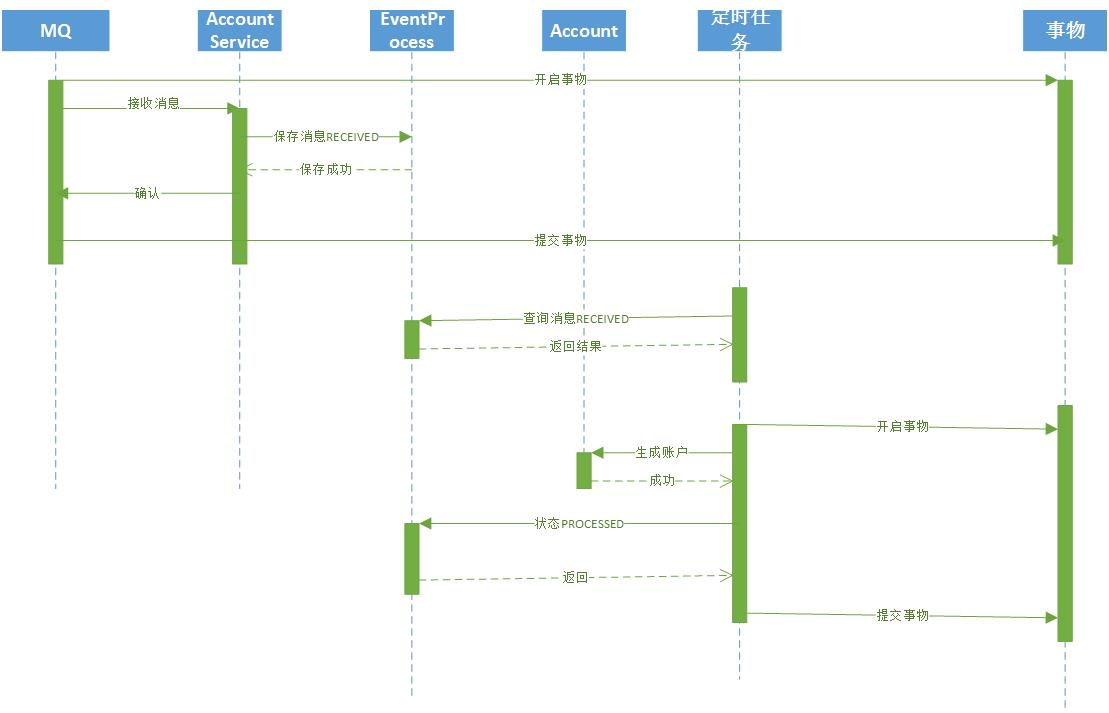 MQ
Account
Service
EventPr
ocess
Account
定时任
务
事物
开启事物
接收消息
保存消息RECEIVED
保存成功
确认
提交事物
查询消息RECEIVED
返回结果
开启事物
生成账户
成功
状态PROCESSED
返回
提交事物